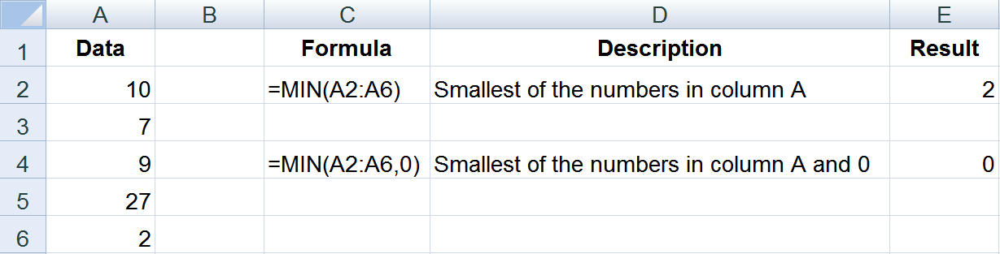 A B C D E
1 Data Formula Description Result
2 10 =MIN(A2:A6) Smallest of the numbers in column A 2
3 7
4 9 =MIN(A2:A6,0) Smallest of the numbers in column A and 0 0
5 27
6 2